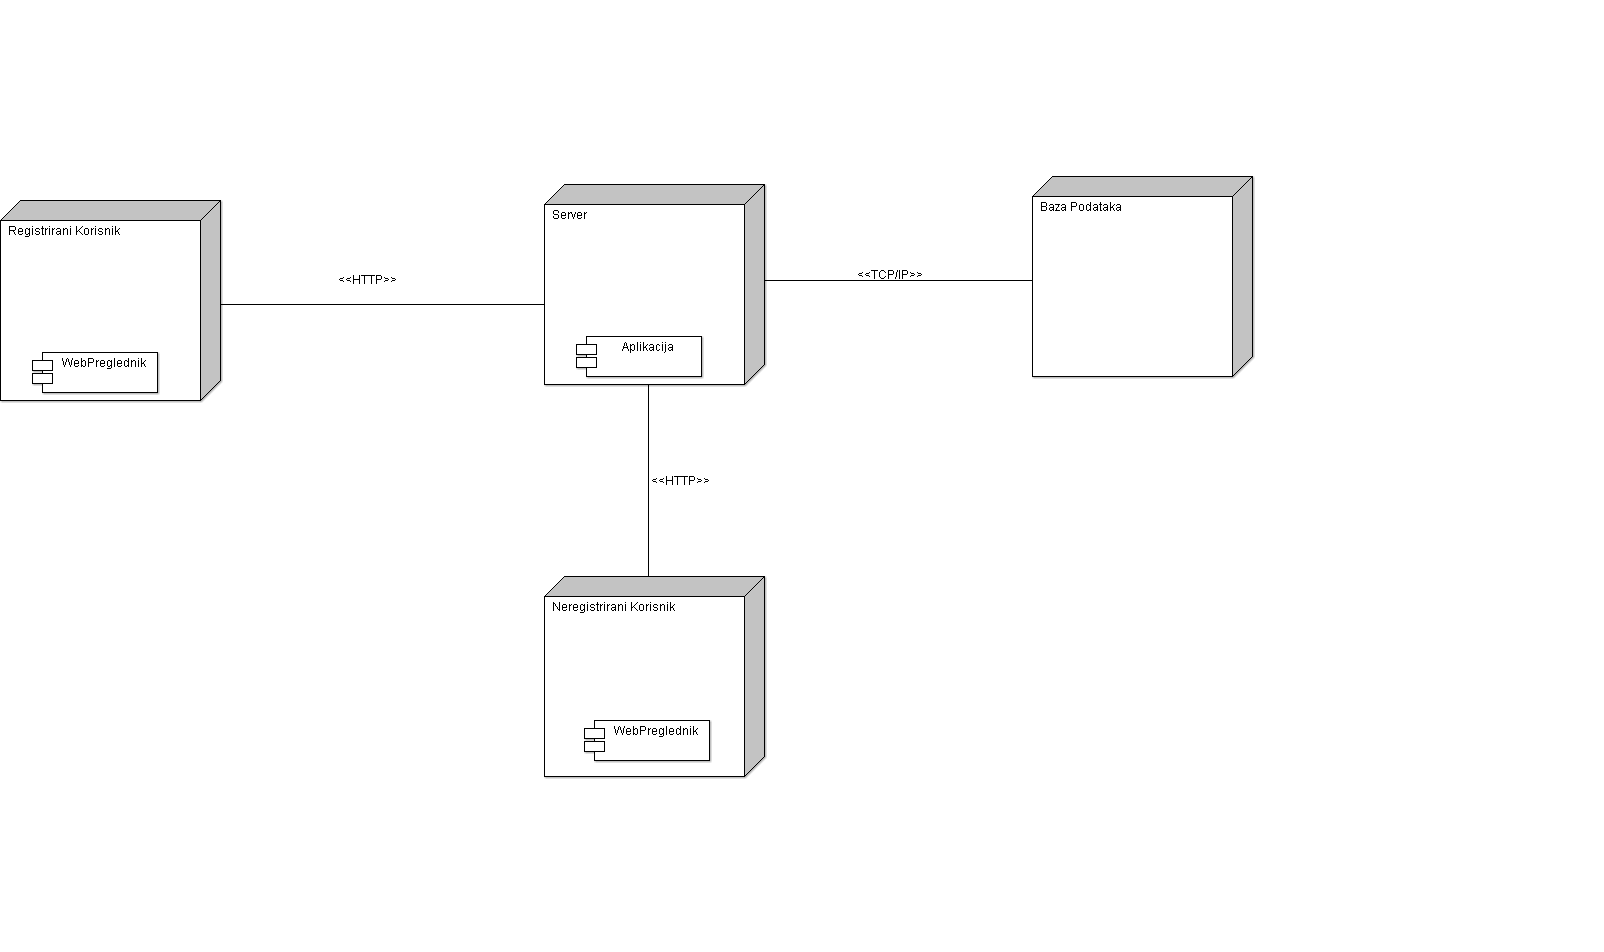 Registrirani Korisnik
WebPreglednik
<<HTTP>>
Server
Aplikacija
<<TCP/IP>>
Baza Podataka
<<HTTP>>
Neregistrirani Korisnik
WebPreglednik